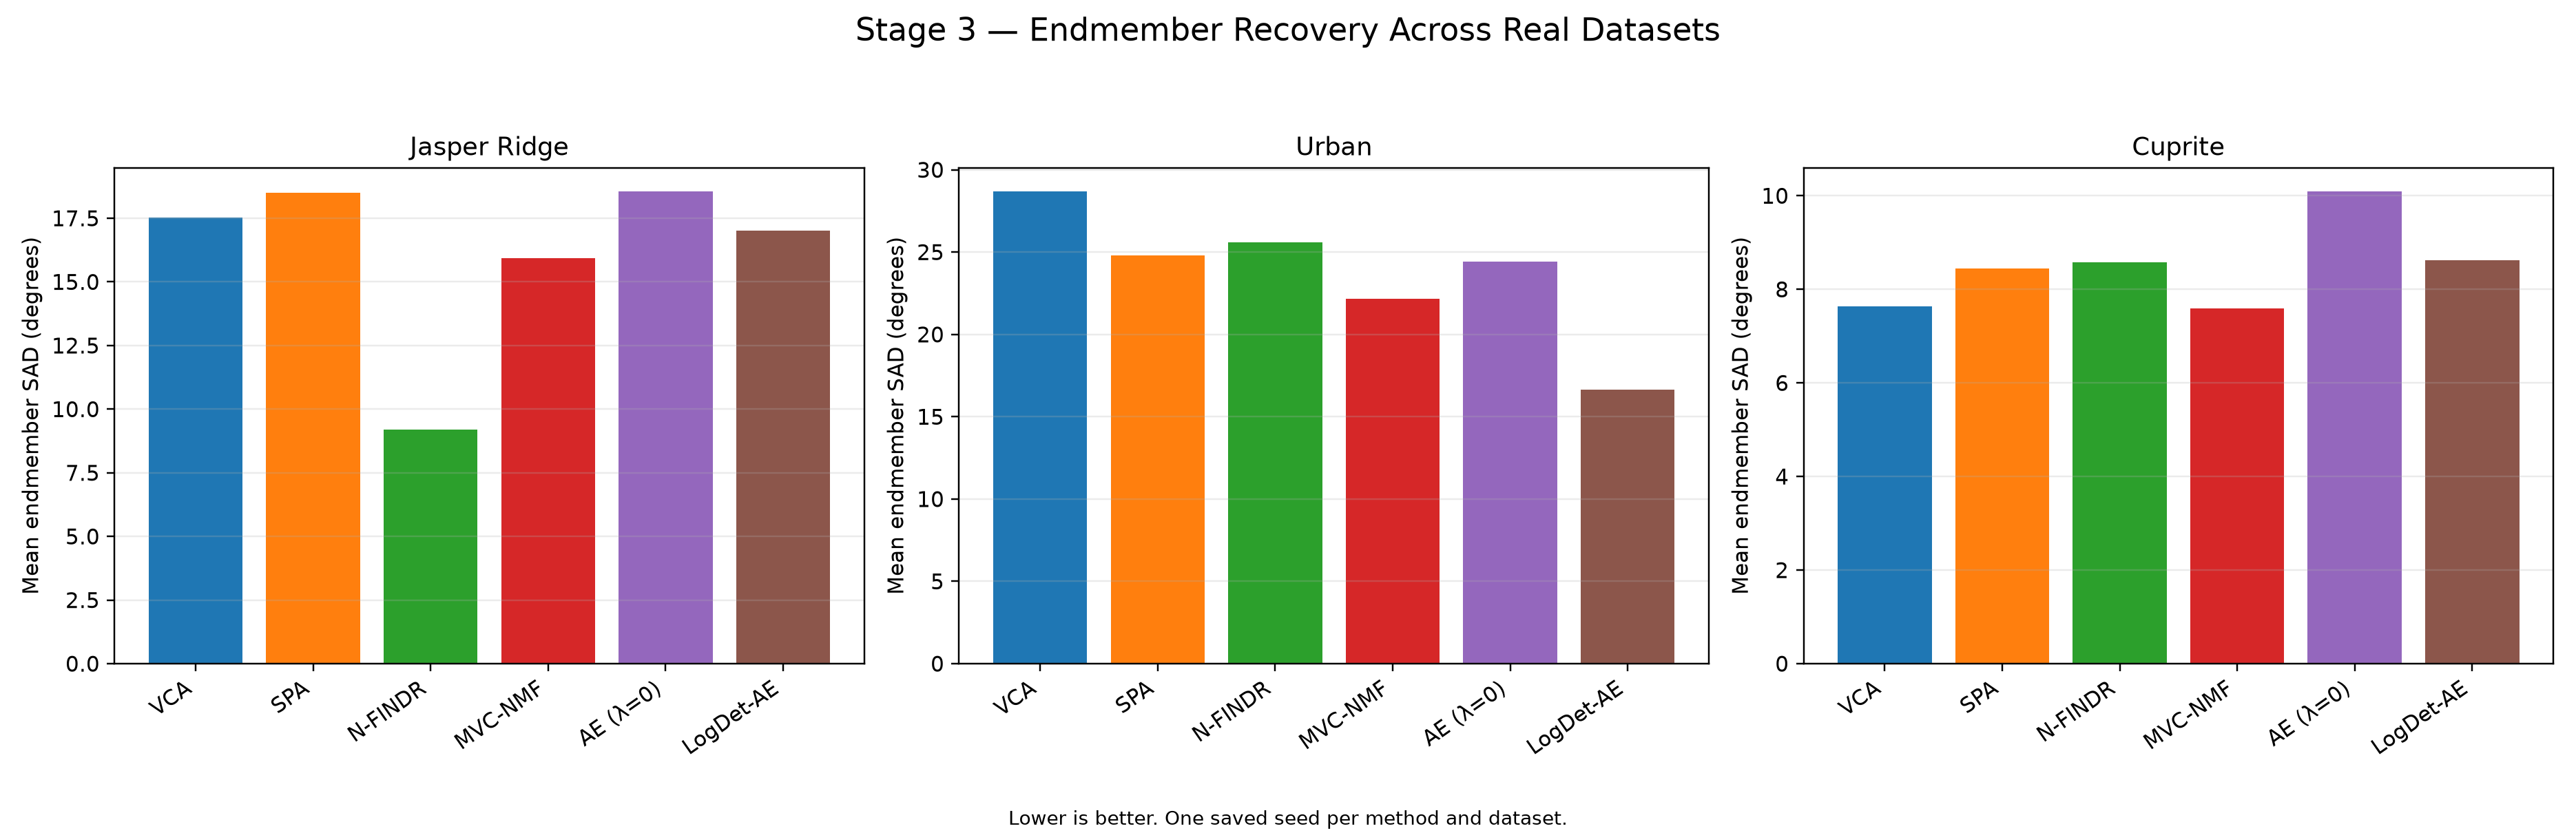 Stage 3 — Endmember Recovery Across Real Datasets
Jasper Ridge
Mean endmember SAD (degrees)
17.5
15.0
12.5
10.0
7.5
5.0
2.5
0.0
VCA
SPA
N-FINDR
MVC-NMF
AE (λ=0)
LogDet-AE
Urban
Mean endmember SAD (degrees)
30
25
20
15
10
5
0
VCA
SPA
N-FINDR
MVC-NMF
AE (λ=0)
LogDet-AE
Cuprite
Mean endmember SAD (degrees)
10
8
6
4
2
0
VCA
SPA
N-FINDR
MVC-NMF
AE (λ=0)
LogDet-AE
Lower is better. One saved seed per method and dataset.